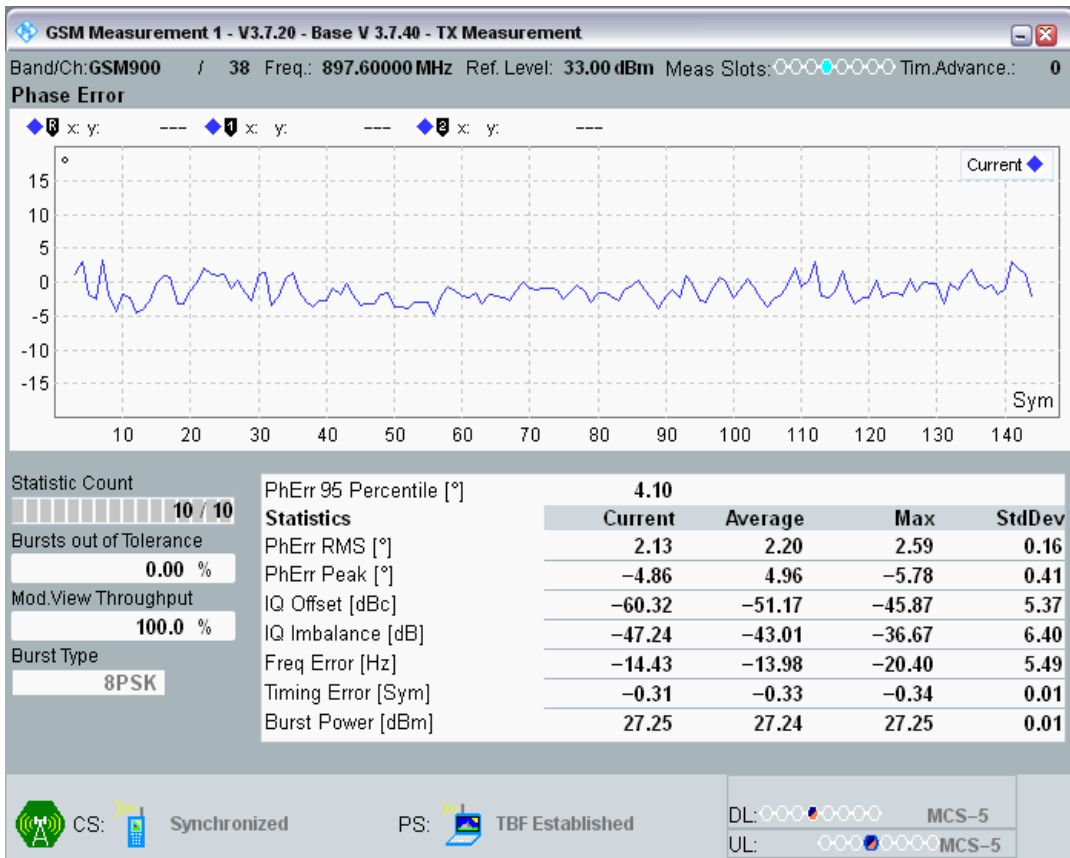 GSM Measurement 1 - V3.7.20 - Base V 3.7.40 - TX Measurement
Band/Ch:GSM900 / 38 Freq.: 897.60000 MHz Ref. Level: 33.00 dBm Meas Slots: Tim.Advance.: 0
Phase Error
R x: y: --- 1 x: y: --- 2 x: y: ---
°
Current
15
10
5
0
-5
-10
-15
Sym
10 20 30 40 50 60 70 80 90 100 110 120 130 140
Statistic Count
10 / 10
Bursts out of Tolerance
0.00 %
Mod.View Throughput
100.0 %
Burst Type
8PSK
PhErr 95 Percentile [°] 4.10
Statistics Current Average Max StdDev
PhErr RMS [°] 2.13 2.20 2.59 0.16
PhErr Peak [°] −4.86 4.96 −5.78 0.41
IQ Offset [dBc] −60.32 −51.17 −45.87 5.37
IQ Imbalance [dB] −47.24 −43.01 −36.67 6.40
Freq Error [Hz] −14.43 −13.98 −20.40 5.49
Timing Error [Sym] −0.31 −0.33 −0.34 0.01
Burst Power [dBm] 27.25 27.24 27.25 0.01
CS: Synchronized PS: TBF Established
DL: MCS−5
UL: MCS−5